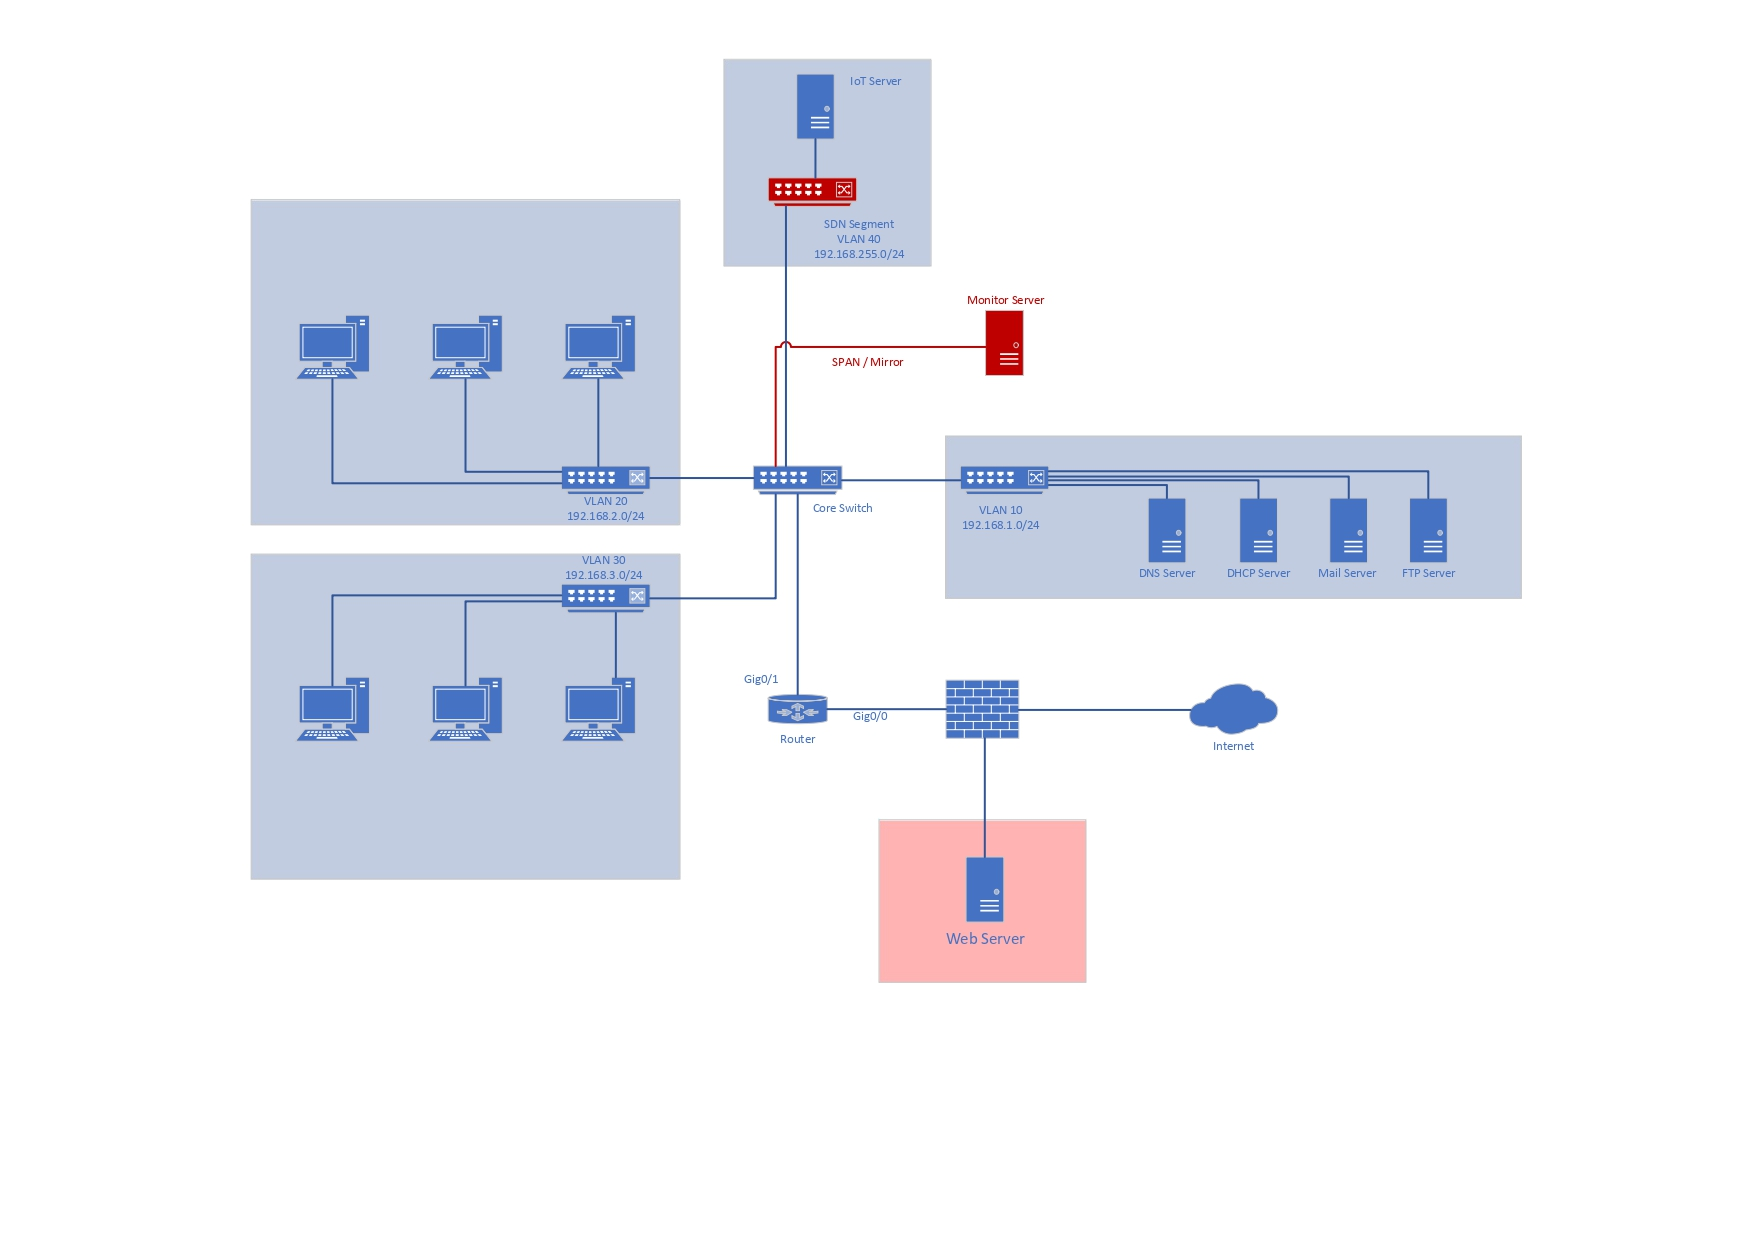 IoT Server
SDN Segment
VLAN 40
192.168.255.0/24
Monitor Server
SPAN / Mirror
VLAN 20
192.168.2.0/24
Core Switch
VLAN 10
192.168.1.0/24
DNS Server
DHCP Server
Mail Server
FTP Server
VLAN 30
192.168.3.0/24
Gig0/1
Gig0/0
Router
Internet
Web Server